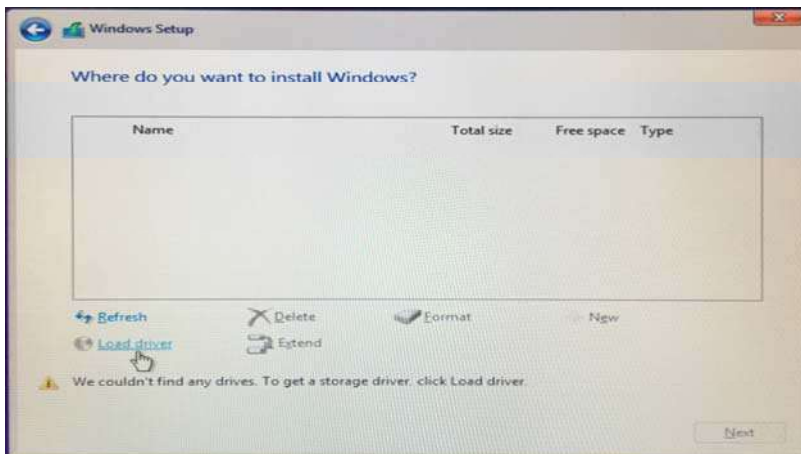 Windows Setup
Where do you want to install Windows?
Name Total size Free space Type
Refresh Delete Format New
Load driver Extend
We couldn't find any drives. To get a storage driver, click Load driver.
Next